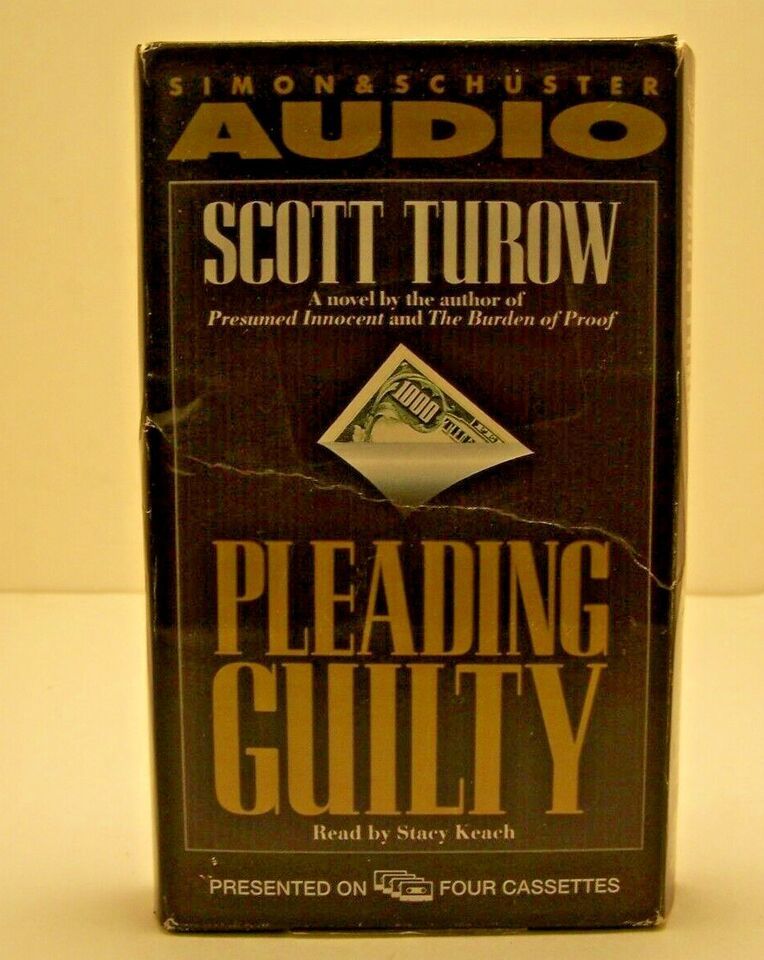 SIMON & SCHUSTER
AUDIO
SCOTT TUROW
A novel by the author of
Presumed Innocent and The Burden of Proof
1000
PLEADING
GUILTY
Read by Stacy Keach
PRESENTED ON FOUR CASSETTES